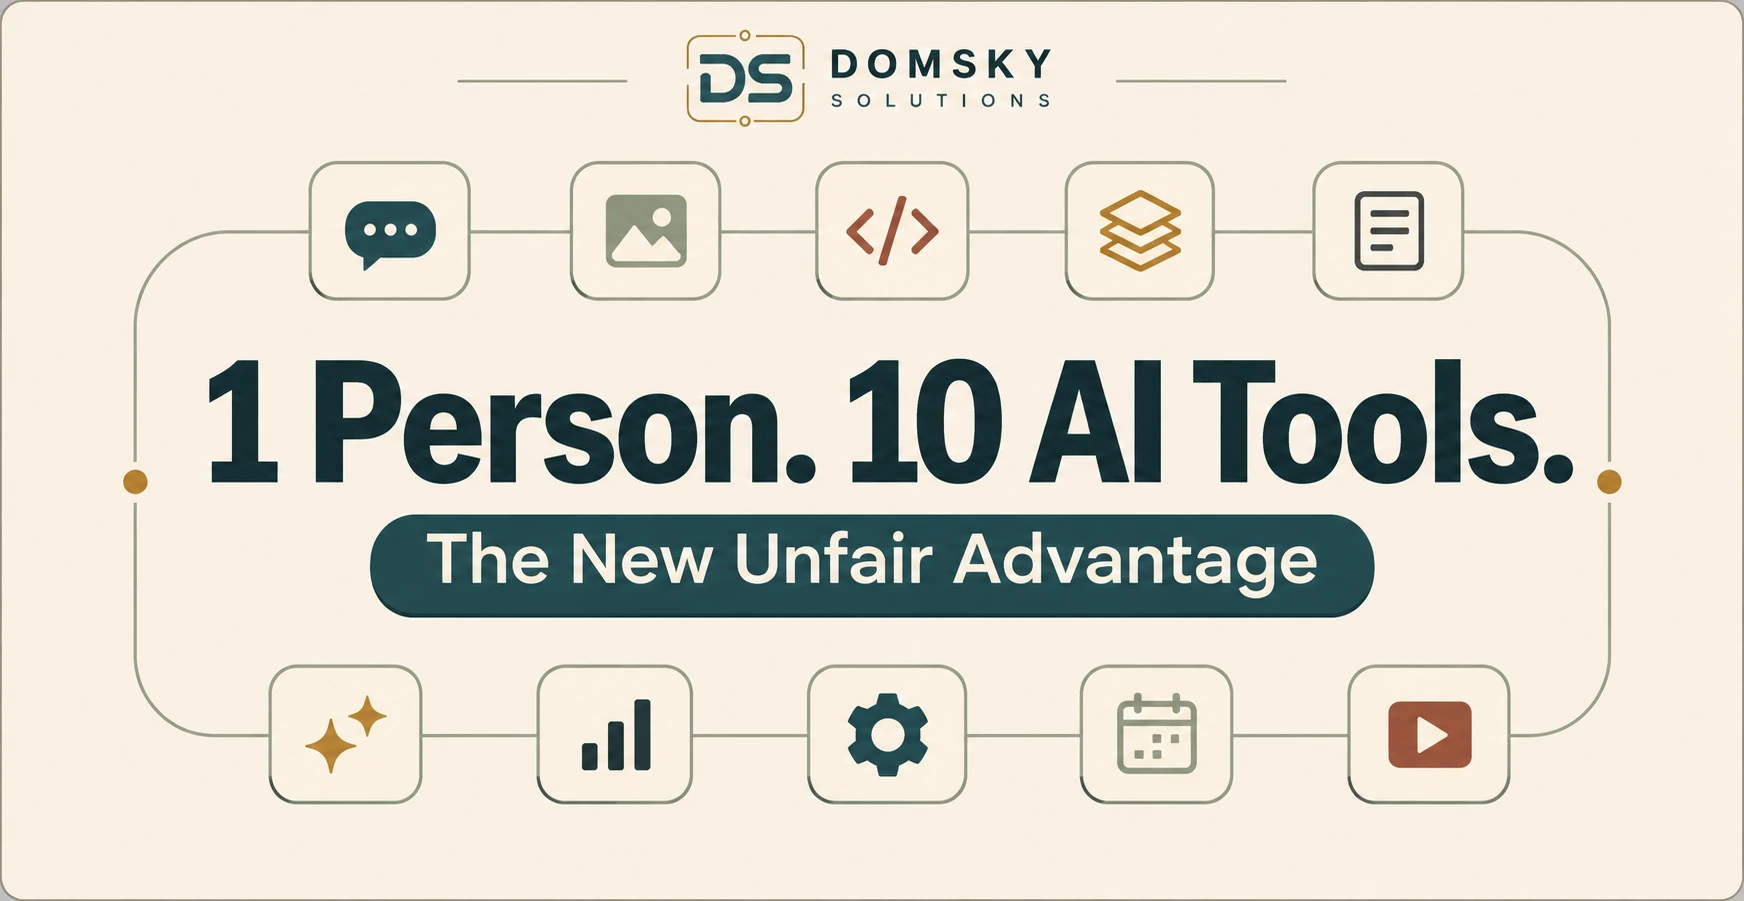 DS
DOMSKY
SOLUTIONS
1 Person. 10 AI Tools.
The New Unfair Advantage